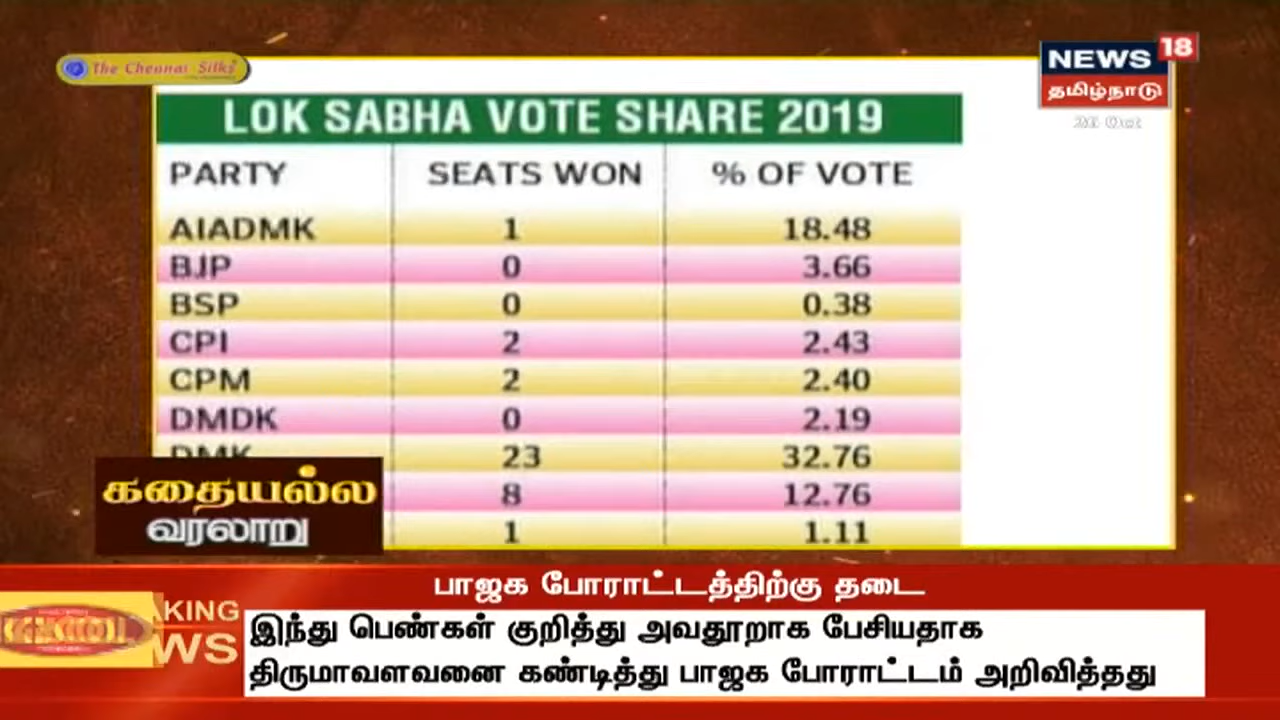 The Chennai Silks
NEWS 18
தமிழ்நாடு
LOK SABHA VOTE SHARE 2019
PARTY SEATS WON % OF VOTE
AIADMK 1 18.48
BJP 0 3.66
BSP 0 0.38
CPI 2 2.43
CPM 2 2.40
DMDK 0 2.19
DMK 23 32.76
8 12.76
1 1.11
கதையல்ல
வரலாறு
பாஜக போராட்டத்திற்கு தடை
NEWS
இந்து பெண்கள் குறித்து அவதூறாக பேசியதாக
திருமாவளவனை கண்டித்து பாஜக போராட்டம் அறிவித்தது